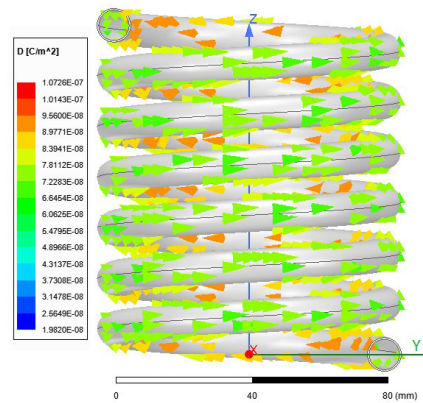 D [C/m^2]
1.0726E-07
1.0143E-07
9.5600E-08
8.9771E-08
8.3941E-08
7.8112E-08
7.2283E-08
6.6454E-08
6.0625E-08
5.4795E-08
4.8966E-08
4.3137E-08
3.7308E-08
3.1478E-08
2.5649E-08
1.9820E-08
Z
X
Y
0 40 80 (mm)